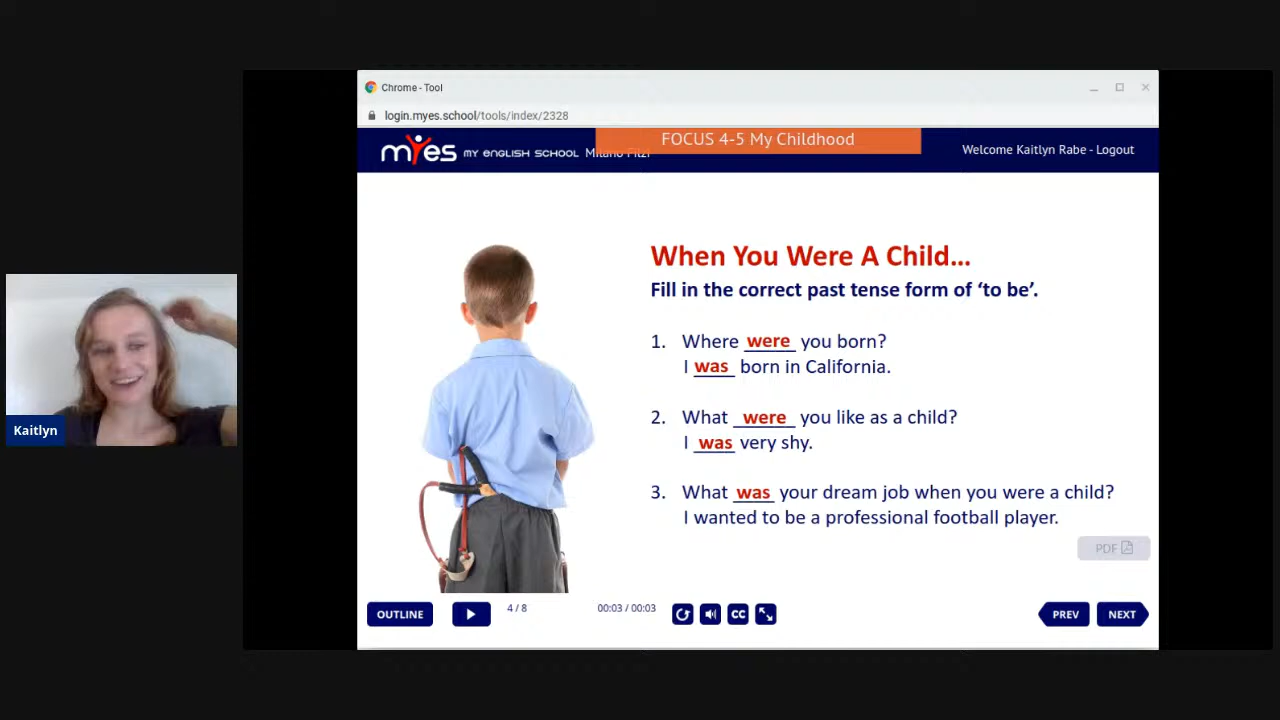 Chrome - Tool
login.myes.school/tools/index/2328
FOCUS 4-5 My Childhood
myes MY ENGLISH SCHOOL Milano Filzi
Welcome Kaitlyn Rabe - Logout
When You Were A Child...
Fill in the correct past tense form of ‘to be’.
1. Where were you born?
I was born in California.
2. What were you like as a child?
I was very shy.
3. What was your dream job when you were a child?
I wanted to be a professional football player.
Kaitlyn
PDF
OUTLINE
4 / 8
00:03 / 00:03
CC
PREV
NEXT